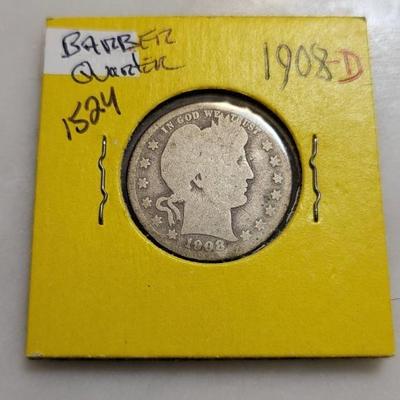 BARBER
Quarter
1524
1908-D
IN GOD WE TRUST
1908